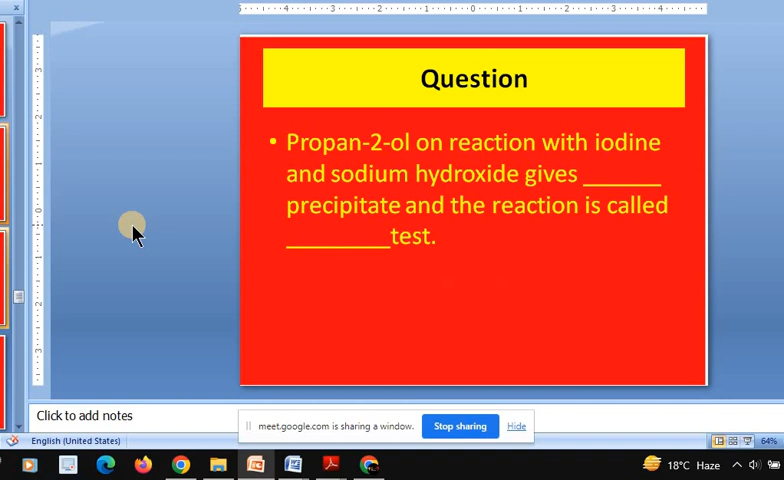 Question
• Propan-2-ol on reaction with iodine
and sodium hydroxide gives ______
precipitate and the reaction is called
_________test.
Click to add notes
meet.google.com is sharing a window.
Stop sharing
Hide
English (United States)
64%
18°C Haze